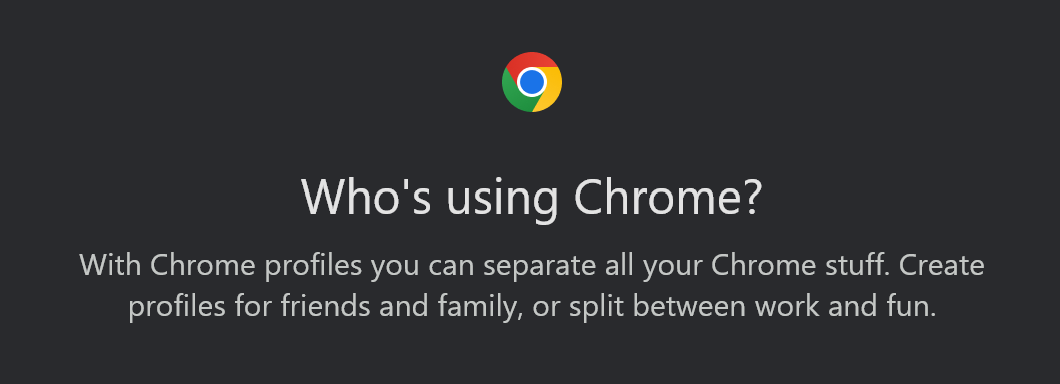 Who's using Chrome?
With Chrome profiles you can separate all your Chrome stuff. Create
profiles for friends and family, or split between work and fun.